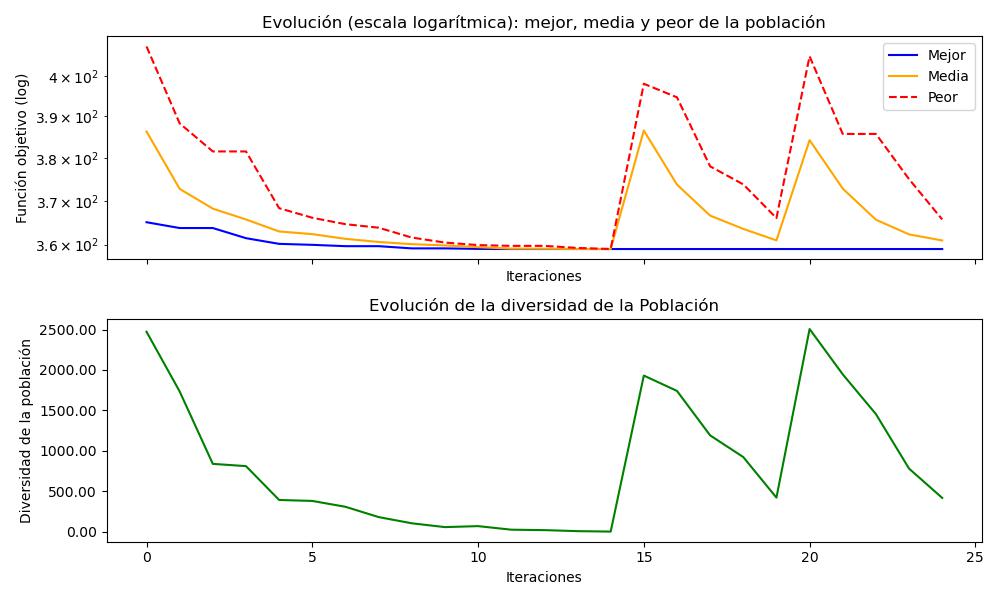 Evolución (escala logarítmica): mejor, media y peor de la población
Función objetivo (log)
4 × 10²
3.9 × 10²
3.8 × 10²
3.7 × 10²
3.6 × 10²
Mejor
Media
Peor
Iteraciones
Evolución de la diversidad de la Población
Diversidad de la población
2500.00
2000.00
1500.00
1000.00
500.00
0.00
0 5 10 15 20 25
Iteraciones